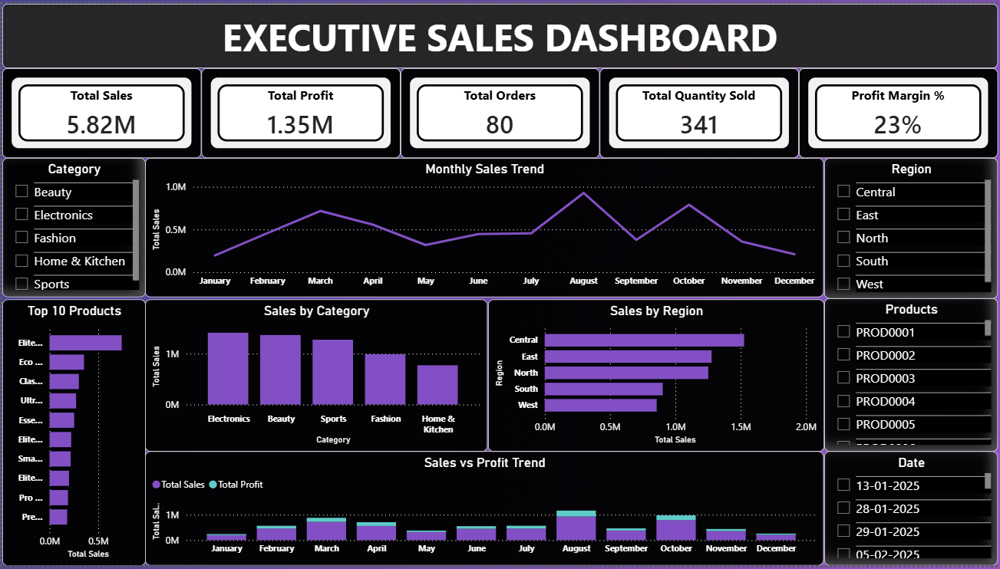 EXECUTIVE SALES DASHBOARD
Total Sales
5.82M
Total Profit
1.35M
Total Orders
80
Total Quantity Sold
341
Profit Margin %
23%
Category
Beauty
Electronics
Fashion
Home & Kitchen
Sports
Monthly Sales Trend
Total Sales
1.0M
0.5M
0.0M
January February March April May June July August September October November December
Region
Central
East
North
South
West
Top 10 Products
Elite...
Eco ...
Clas...
Ultr...
Esse...
Elite...
Sma...
Elite...
Pro ...
Pre...
0.0M 0.5M
Total Sales
Sales by Category
Total Sales
1M
0M
Electronics Beauty Sports Fashion Home &
Kitchen
Category
Sales by Region
Region
Central
East
North
South
West
0.0M 0.5M 1.0M 1.5M 2.0M
Total Sales
Products
PROD0001
PROD0002
PROD0003
PROD0004
PROD0005
Sales vs Profit Trend
Total Sales Total Profit
Total Sal...
1M
0M
January February March April May June July August September October November December
Date
13-01-2025
28-01-2025
29-01-2025
05-02-2025